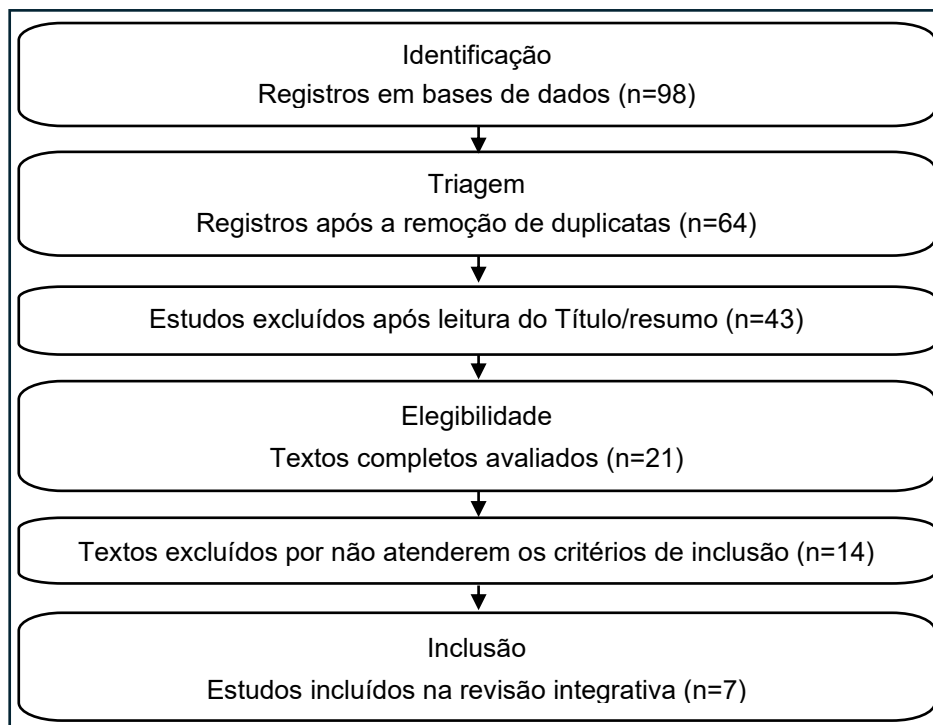 Identificação
Registros em bases de dados (n=98)
Triagem
Registros após a remoção de duplicatas (n=64)
Estudos excluídos após leitura do Título/resumo (n=43)
Elegibilidade
Textos completos avaliados (n=21)
Textos excluídos por não atenderem os critérios de inclusão (n=14)
Inclusão
Estudos incluídos na revisão integrativa (n=7)